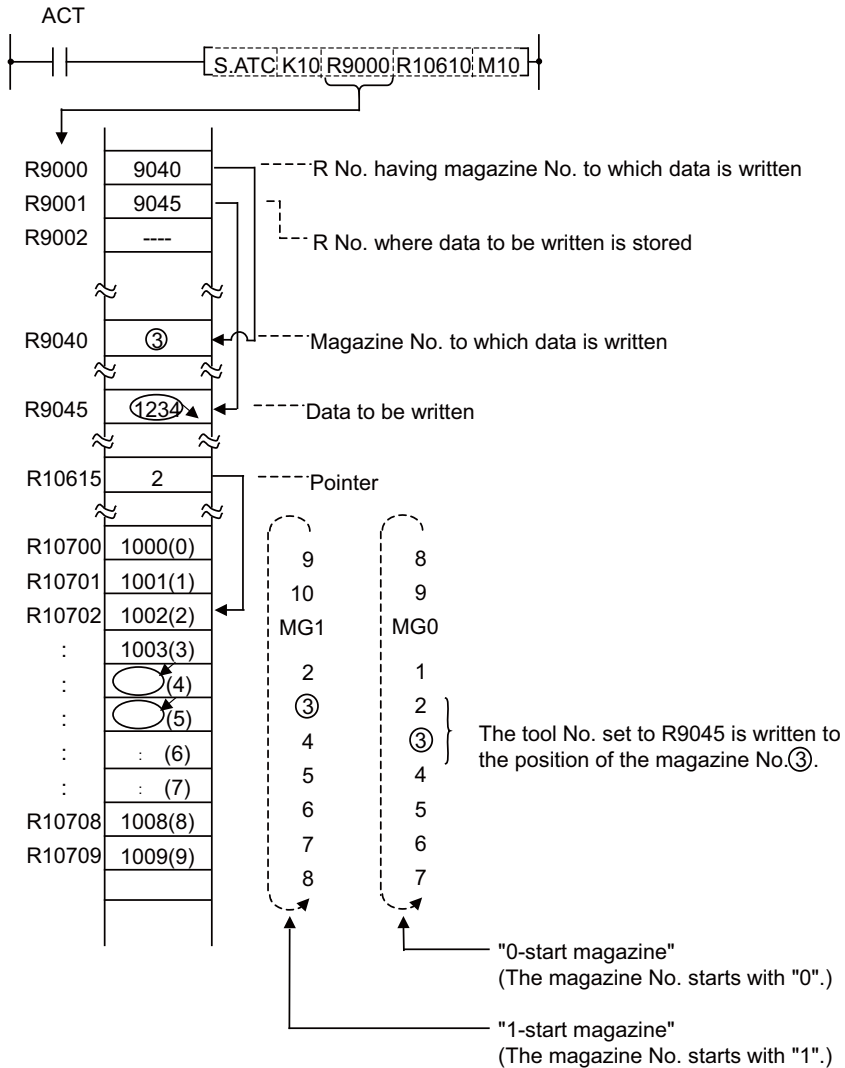 ACT
S.ATC K10 R9000 R10610 M10
R9000 9040 R No. having magazine No. to which data is written
R9001 9045
R9002 ----
R No. where data to be written is stored
R9040 ③ Magazine No. to which data is written
R9045 1234 Data to be written
R10615 2 Pointer
R10700 1000(0) 9 8
R10701 1001(1) 10 9
R10702 1002(2) MG1 MG0
: 1003(3) 2 1
: (4) ③ 2
: (5) 4 ③
The tool No. set to R9045 is written to
the position of the magazine No.③.
: : (6) 5 4
: : (7) 6 5
R10708 1008(8) 7 6
R10709 1009(9) 8 7
"0-start magazine"
(The magazine No. starts with "0".)
"1-start magazine"
(The magazine No. starts with "1".)